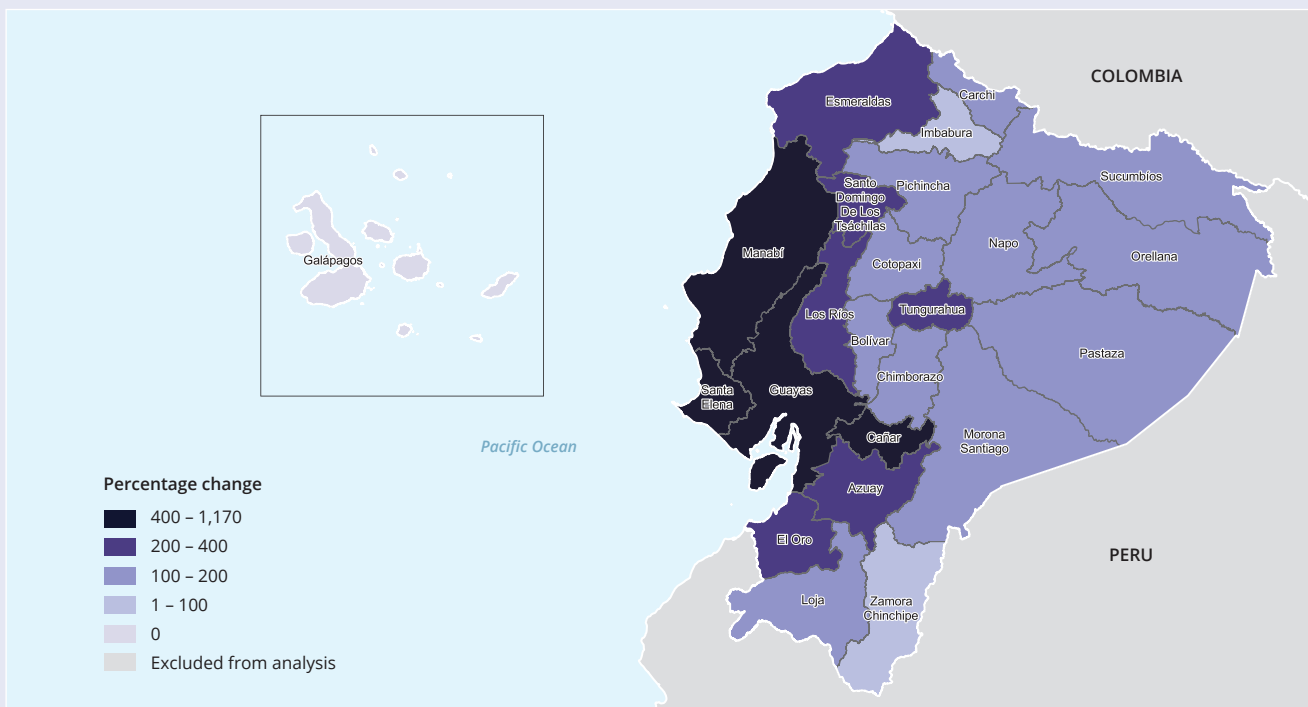 COLOMBIA
Carchi
Esmeraldas
Imbabura
Sucumbíos
Pichincha
Santo
Domingo
De Los
Tsáchilas
Napo
Manabí
Orellana
Galápagos
Cotopaxi
Tungurahua
Los Ríos
Bolívar
Pastaza
Chimborazo
Santa
Elena
Guayas
Cañar
Morona
Santiago
Pacific Ocean
Azuay
El Oro
PERU
Loja
Zamora
Chinchipe
Percentage change
400 – 1,170
200 – 400
100 – 200
1 – 100
0
Excluded from analysis